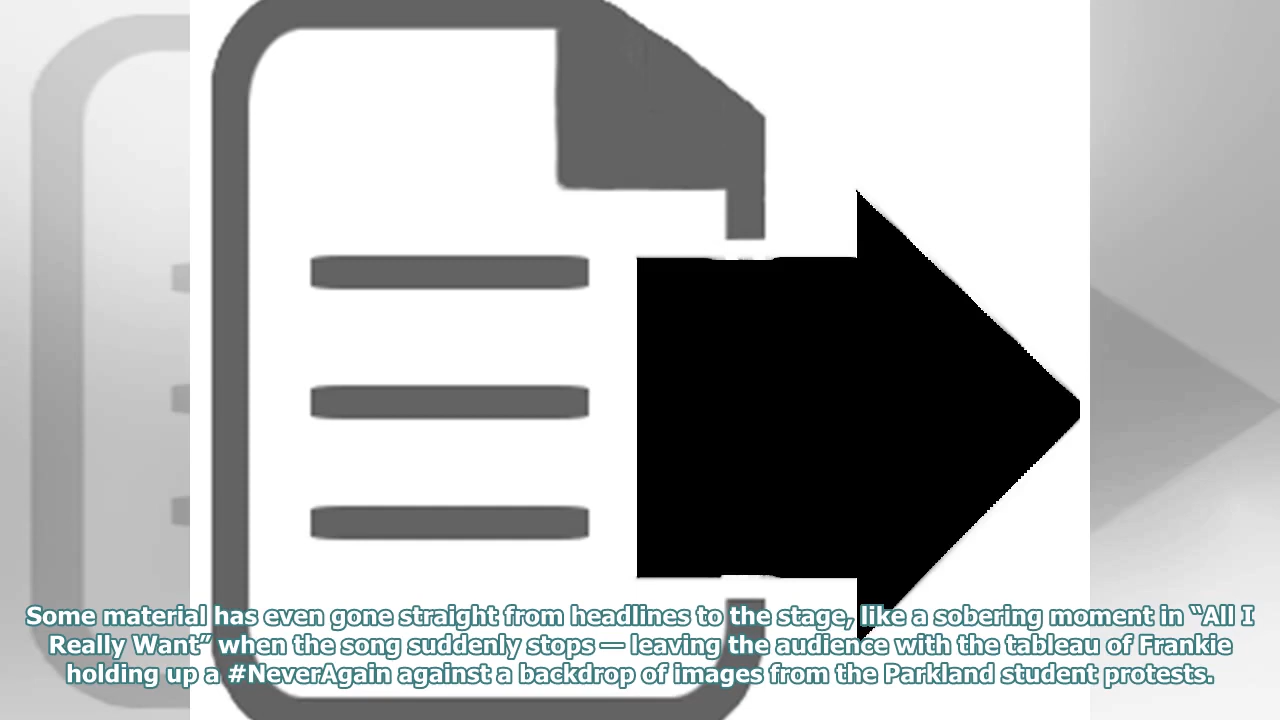 Some material has even gone straight from headlines to the stage, like a sobering moment in “All I
Really Want” when the song suddenly stops — leaving the audience with the tableau of Frankie
holding up a #NeverAgain against a backdrop of images from the Parkland student protests.